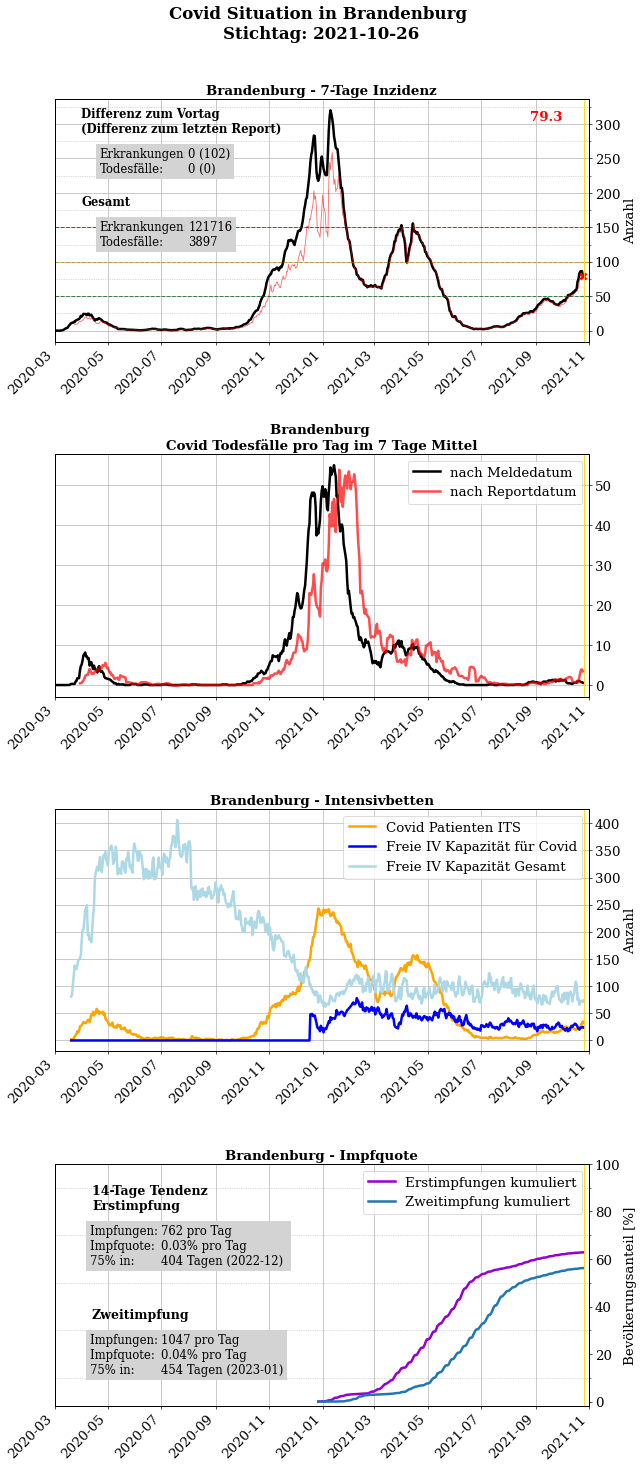 Covid Situation in Brandenburg
Stichtag: 2021-10-26
Brandenburg - 7-Tage Inzidenz
Differenz zum Vortag
(Differenz zum letzten Report)
Erkrankungen 0 (102)
Todesfälle: 0 (0)
Gesamt
Erkrankungen 121716
Todesfälle: 3897
79.3
300
250
200
150
100
50
0
Anzahl
2020-03
2020-05
2020-07
2020-09
2020-11
2021-01
2021-03
2021-05
2021-07
2021-09
2021-11
Brandenburg
Covid Todesfälle pro Tag im 7 Tage Mittel
nach Meldedatum
nach Reportdatum
50
40
30
20
10
0
2020-03
2020-05
2020-07
2020-09
2020-11
2021-01
2021-03
2021-05
2021-07
2021-09
2021-11
Brandenburg - Intensivbetten
Covid Patienten ITS
Freie IV Kapazität für Covid
Freie IV Kapazität Gesamt
400
350
300
250
200
150
100
50
0
Anzahl
2020-03
2020-05
2020-07
2020-09
2020-11
2021-01
2021-03
2021-05
2021-07
2021-09
2021-11
Brandenburg - Impfquote
14-Tage Tendenz
Erstimpfung
Impfungen: 762 pro Tag
Impfquote: 0.03% pro Tag
75% in: 404 Tagen (2022-12)
Zweitimpfung
Impfungen: 1047 pro Tag
Impfquote: 0.04% pro Tag
75% in: 454 Tagen (2023-01)
Erstimpfungen kumuliert
Zweitimpfung kumuliert
100
80
60
40
20
0
Bevölkerungsanteil [%]
2020-03
2020-05
2020-07
2020-09
2020-11
2021-01
2021-03
2021-05
2021-07
2021-09
2021-11